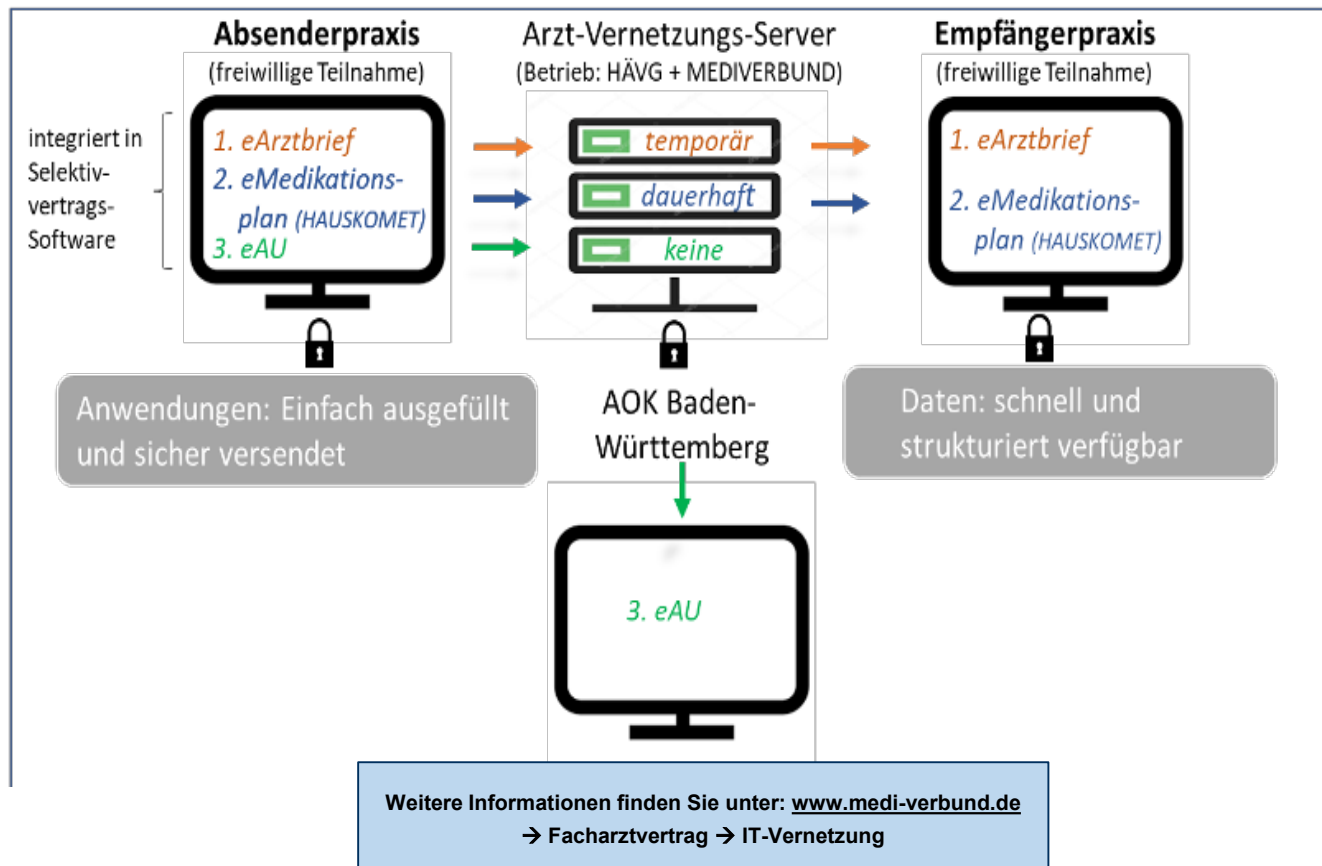 Absenderpraxis
(freiwillige Teilnahme)
integriert in
Selektiv-
vertrags-
Software
1. eArztbrief
2. eMedikations-
plan (HAUSKOMET)
3. eAU
Arzt-Vernetzungs-Server
(Betrieb: HÄVG + MEDIVERBUND)
temporär
dauerhaft
keine
Empfängerpraxis
(freiwillige Teilnahme)
1. eArztbrief
2. eMedikations-
plan (HAUSKOMET)
Anwendungen: Einfach ausgefüllt
und sicher versendet
AOK Baden-
Württemberg
Daten: schnell und
strukturiert verfügbar
3. eAU
Weitere Informationen finden Sie unter: www.medi-verbund.de
→ Facharztvertrag → IT-Vernetzung